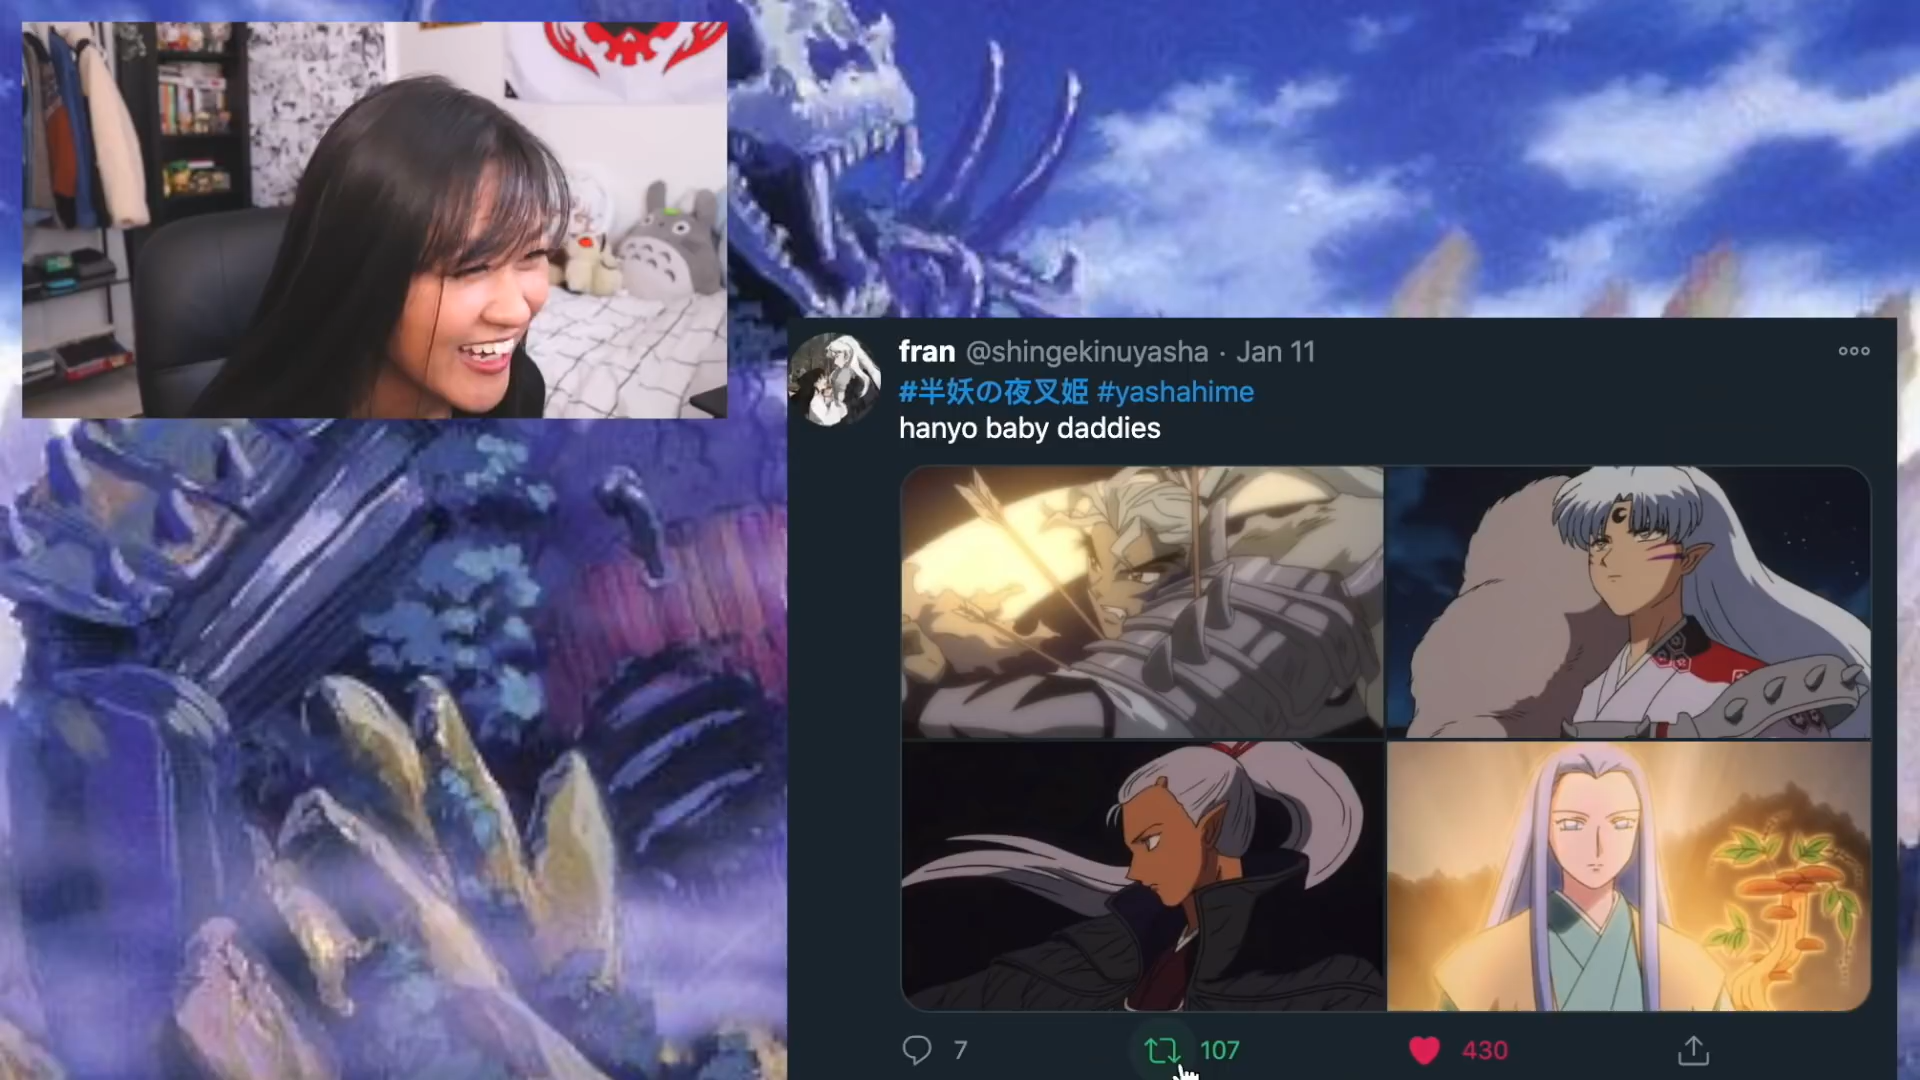 fran @shingekinuyasha · Jan 11
#半妖の夜叉姫 #yashahime
hanyo baby daddies
7 107 430